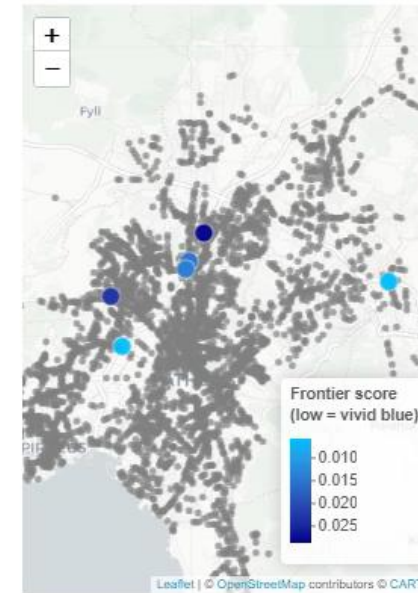 +
−
Fyll
Frontier score
(low = vivid blue)
0.010
0.015
0.020
0.025
Leaflet | © OpenStreetMap contributors © CART